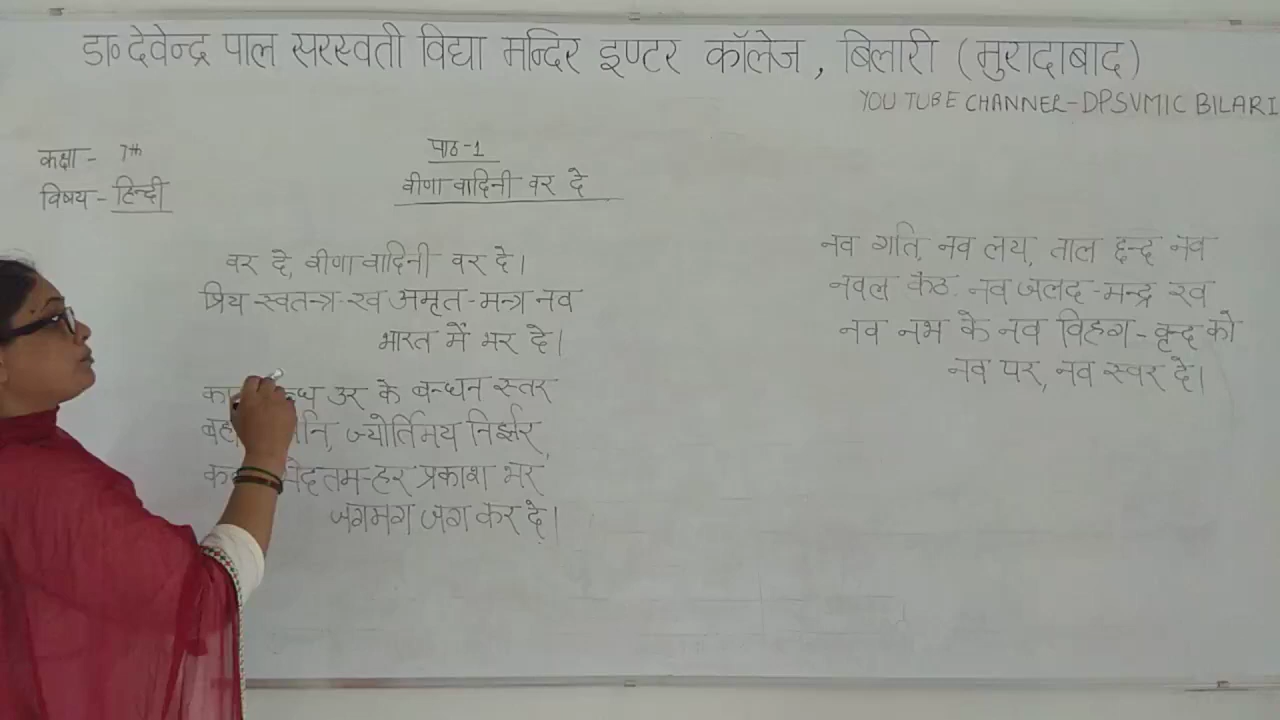 डा० देवेन्द्र पाल सरस्वती विद्या मन्दिर इण्टर कॉलेज, बिलारी (मुरादाबाद)
YOU TUBE CHANNER-DPSVMIC BILARI
कक्षा - 7th
विषय - हिन्दी
पाठ-1
वीणा वादिनी वर दे
वर दे, वीणा वादिनी वर दे।
प्रिय स्वतन्त्र-रव अमृत-मन्त्र नव
भारत में भर दे।
उर के बन्धन स्तर
ज्योर्तिमय निर्झर,
तम-हर प्रकाश भर
जगमग जग कर दे।
नव गति, नव लय, ताल छन्द नव
नवल कंठ, नव जलद-मन्द्र रव
नव नभ के नव विहग-वृन्द को
नव पर, नव स्वर दे।